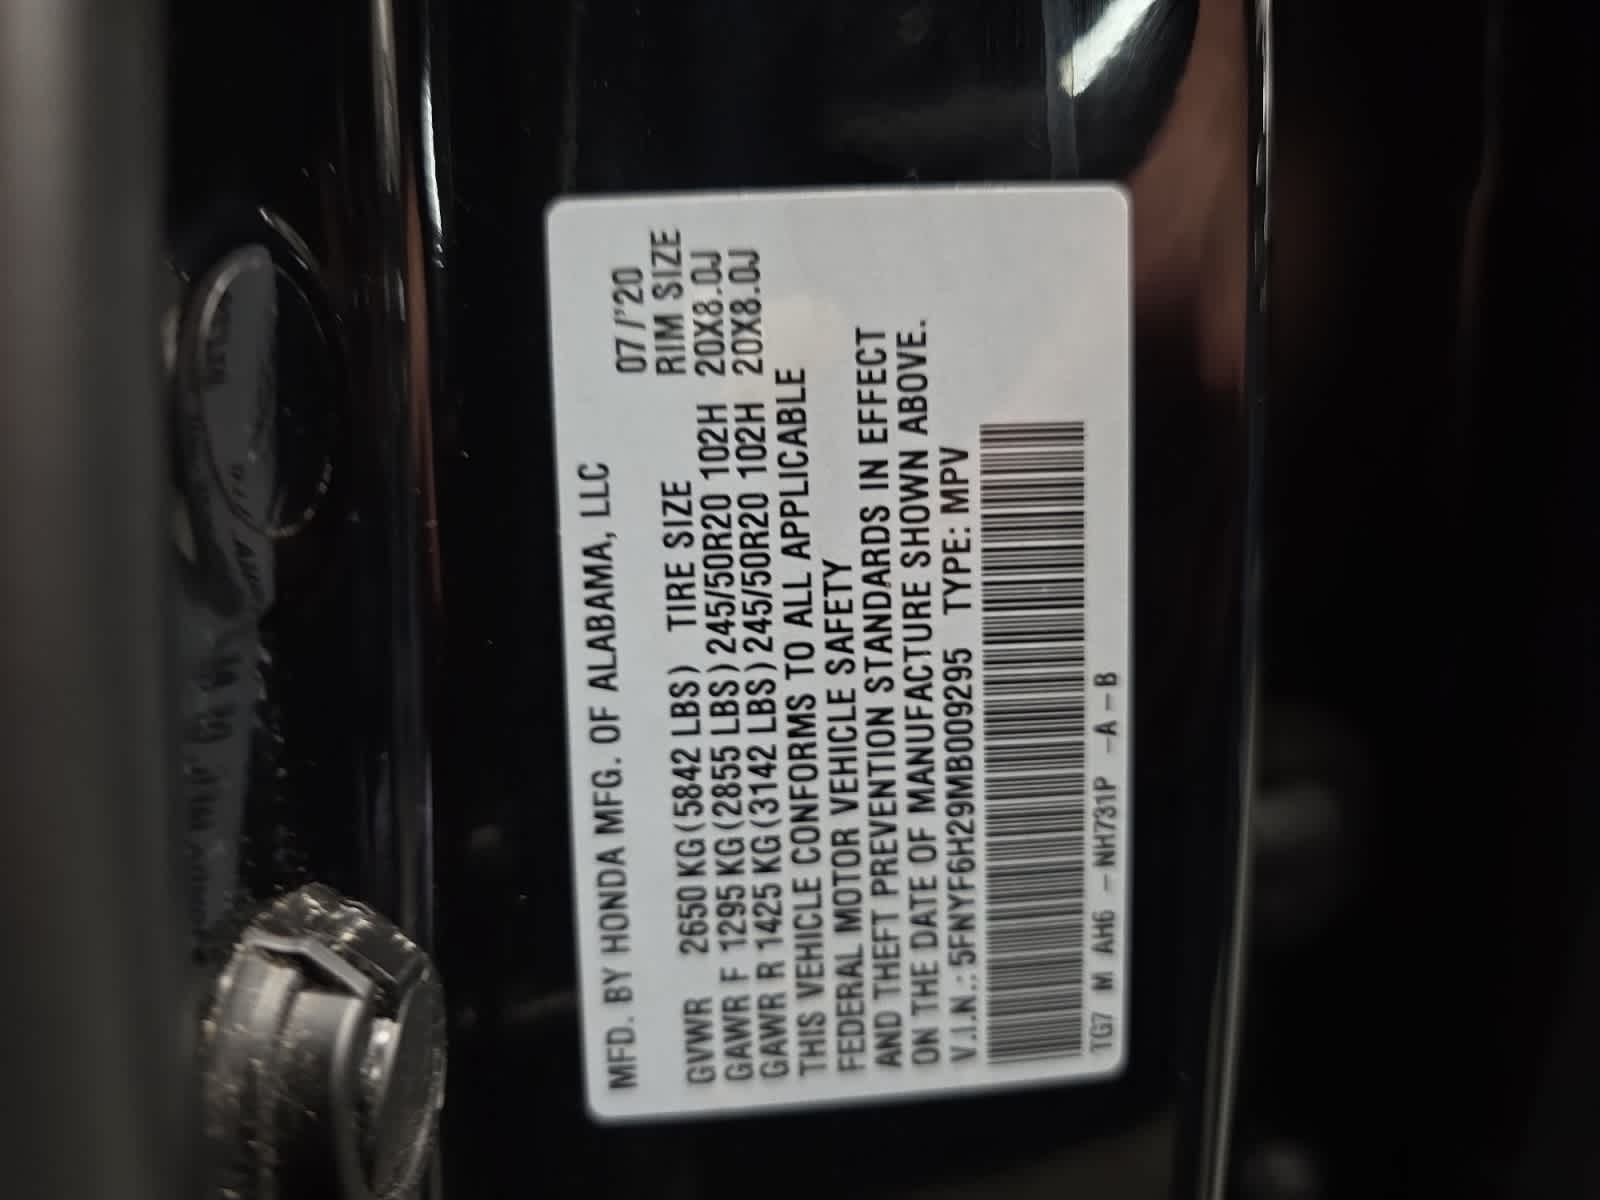 MFD. BY HONDA MFG. OF ALABAMA, LLC
07/'20
TIRE SIZE RIM SIZE
GVWR 2650 KG (5842 LBS)
GAWR F 1295 KG (2855 LBS) 245/50R20 102H 20X8.0J
GAWR R 1425 KG (3142 LBS) 245/50R20 102H 20X8.0J
THIS VEHICLE CONFORMS TO ALL APPLICABLE
FEDERAL MOTOR VEHICLE SAFETY
AND THEFT PREVENTION STANDARDS IN EFFECT
ON THE DATE OF MANUFACTURE SHOWN ABOVE.
V.I.N.: 5FNYF6H29MB009295 TYPE: MPV
TG7 M AH6 - NH731P -A-B